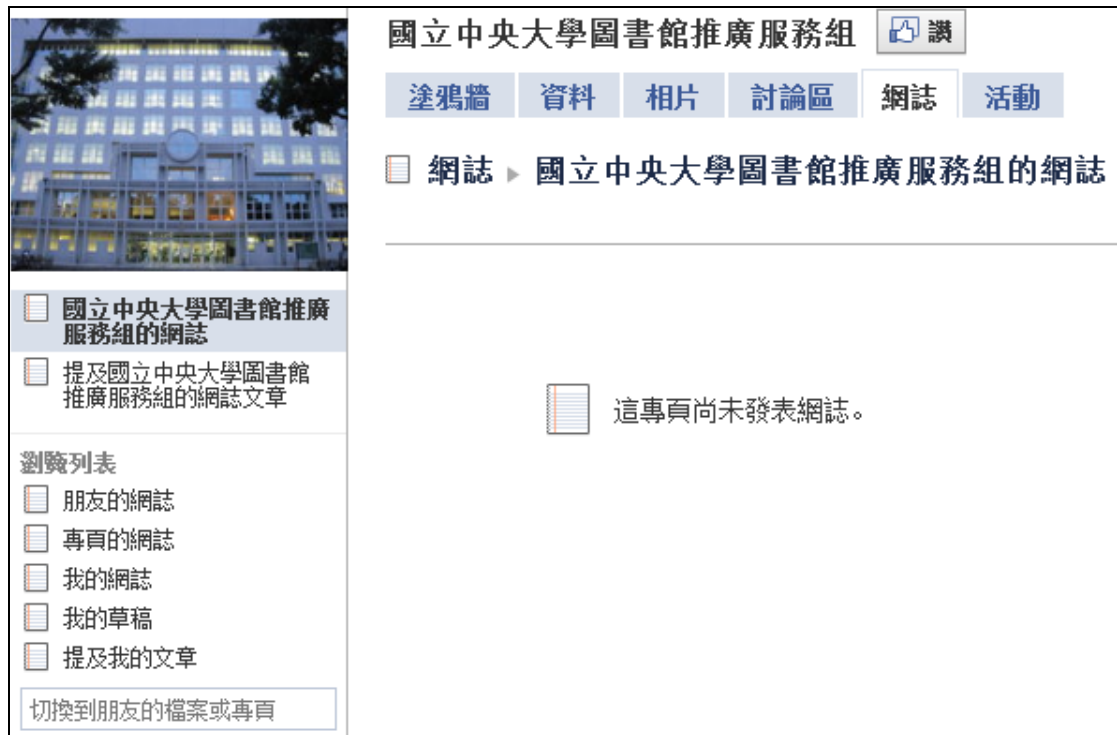 國立中央大學圖書館推廣服務組 讚
塗鴉牆 資料 相片 討論區 網誌 活動
網誌 ▸ 國立中央大學圖書館推廣服務組的網誌
國立中央大學圖書館推廣
服務組的網誌
提及國立中央大學圖書館
推廣服務組的網誌文章
這專頁尚未發表網誌。
瀏覽列表
朋友的網誌
專頁的網誌
我的網誌
我的草稿
提及我的文章
切換到朋友的檔案或專頁